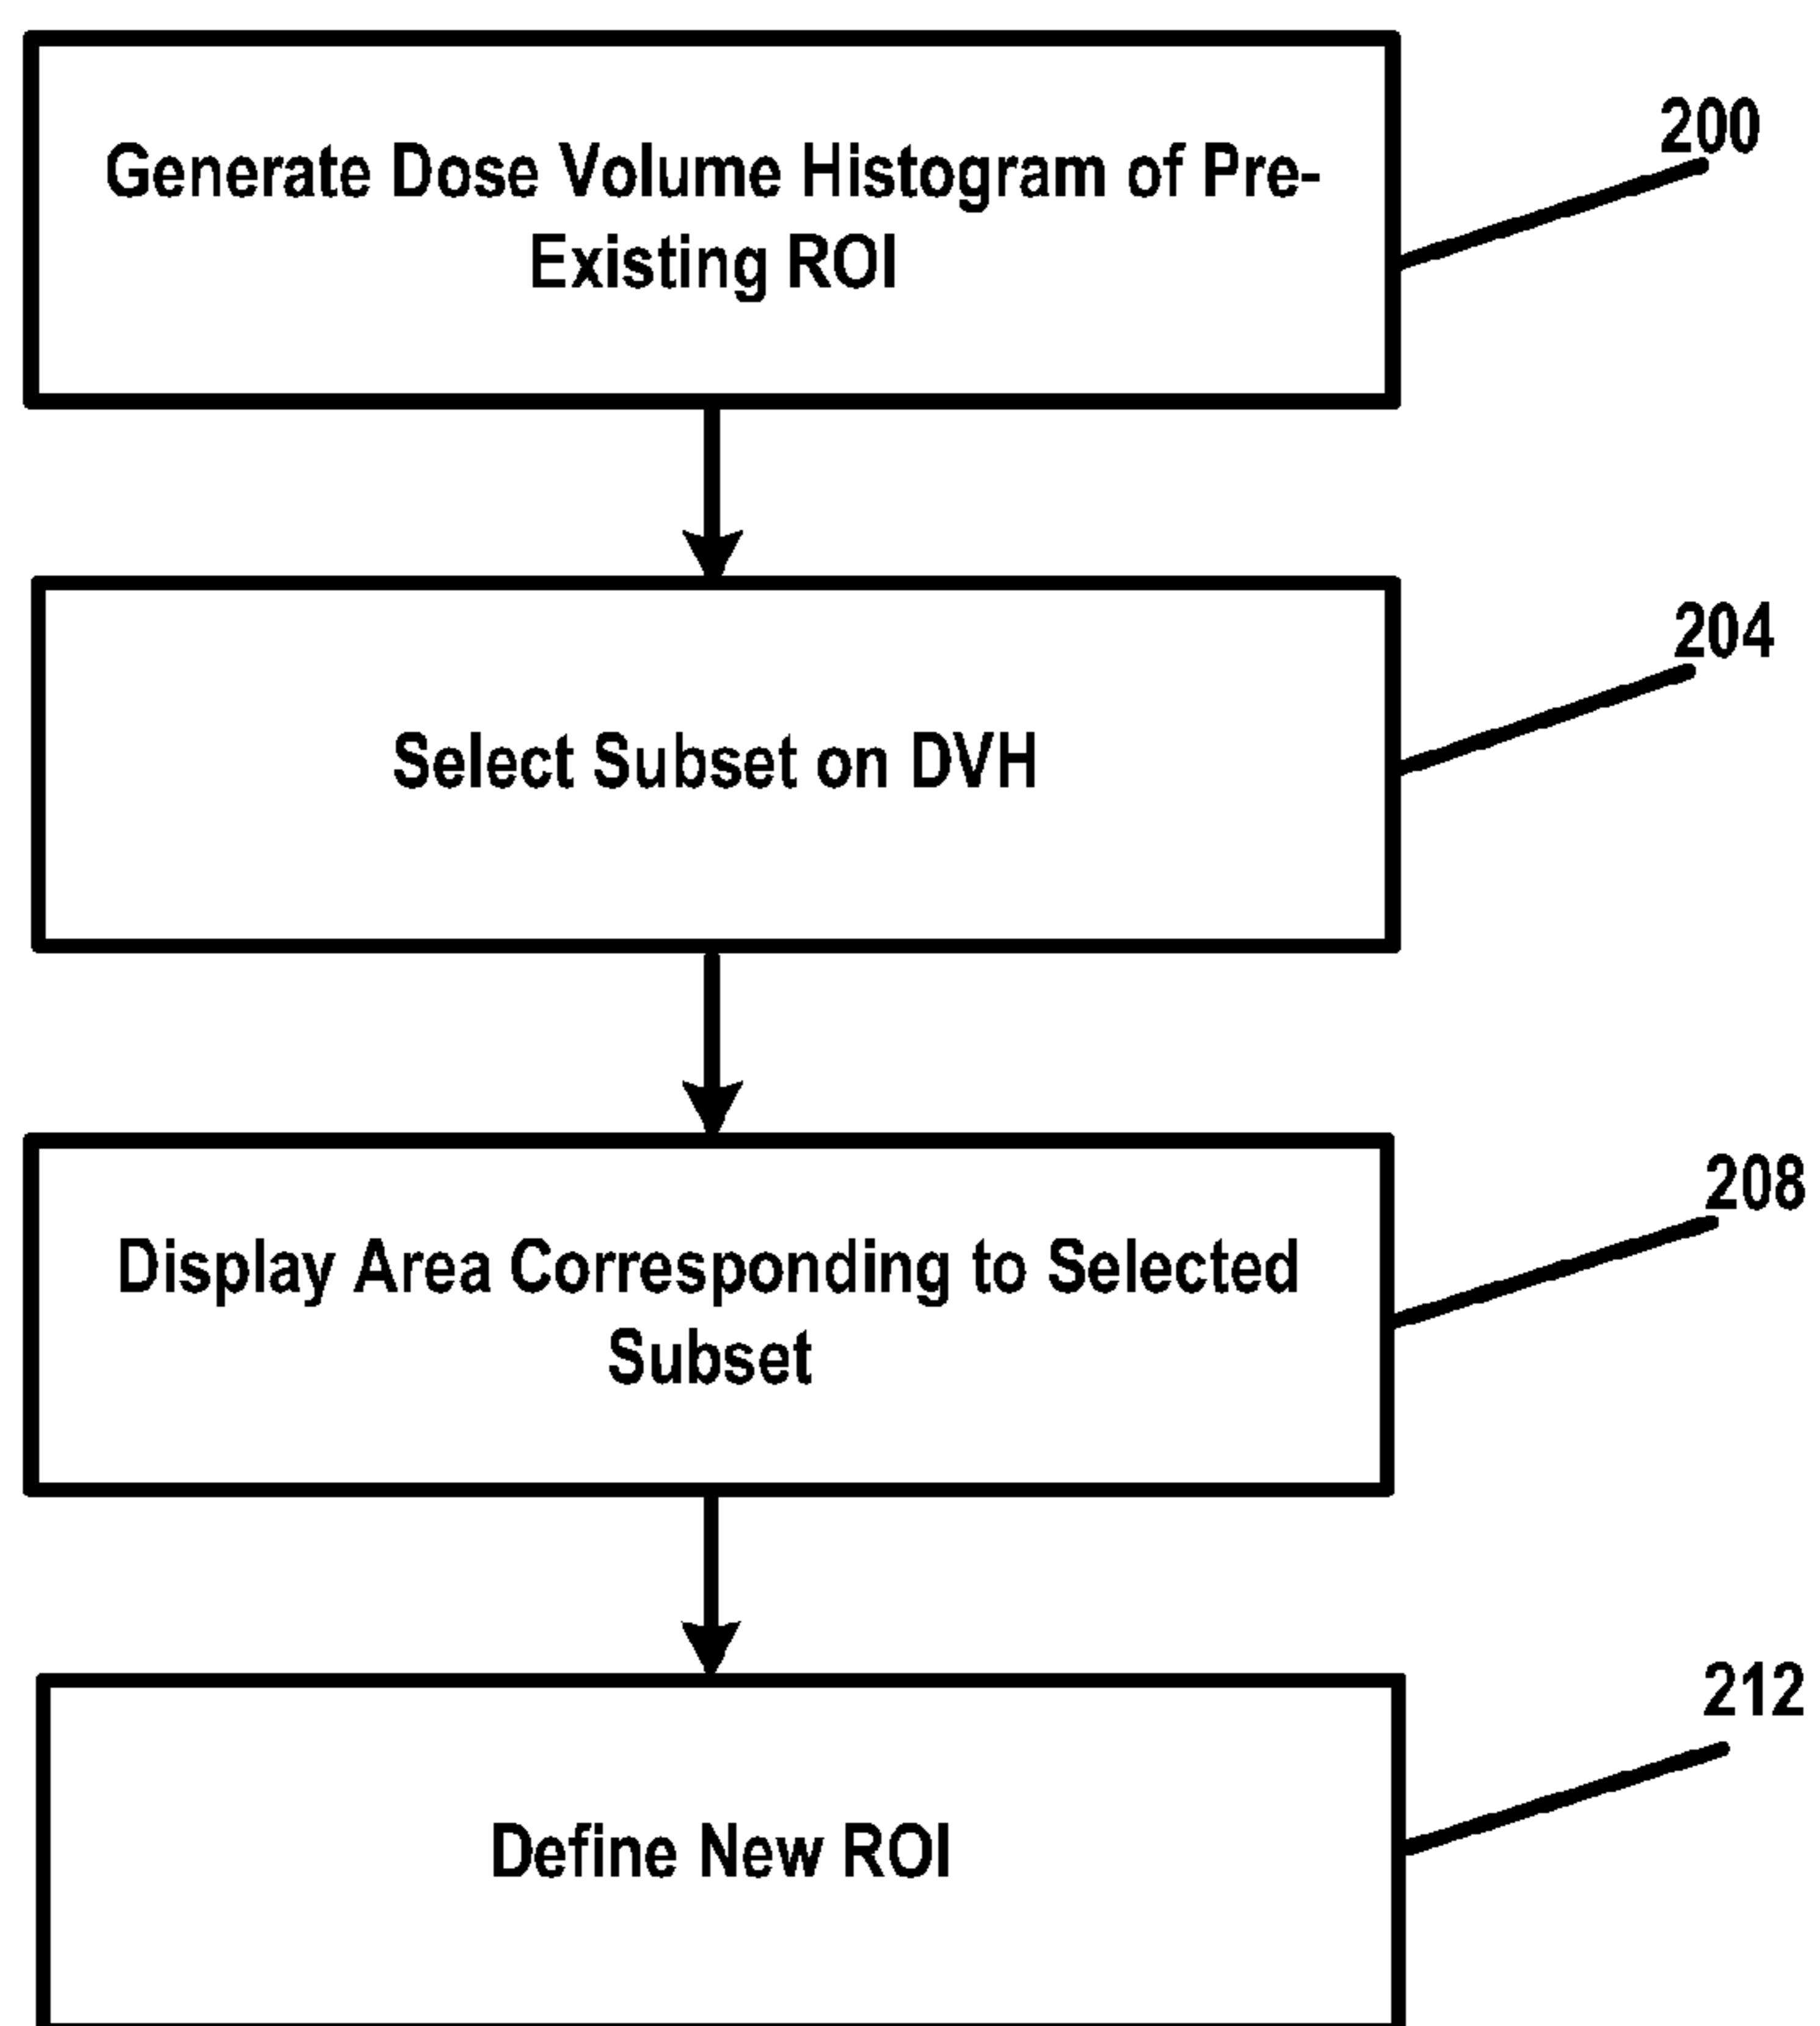 200
Generate Dose Volume Histogram of Pre-
Existing ROI
204
Select Subset on DVH
208
Display Area Corresponding to Selected
Subset
212
Define New ROI